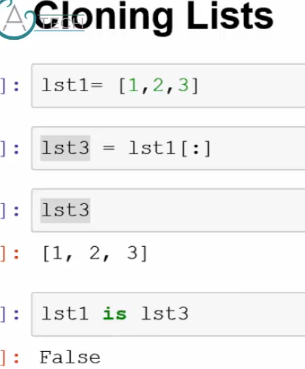 Cloning Lists
]: lst1= [1,2,3]
]: lst3 = lst1[:]
]: lst3
]: [1, 2, 3]
]: lst1 is lst3
]: False